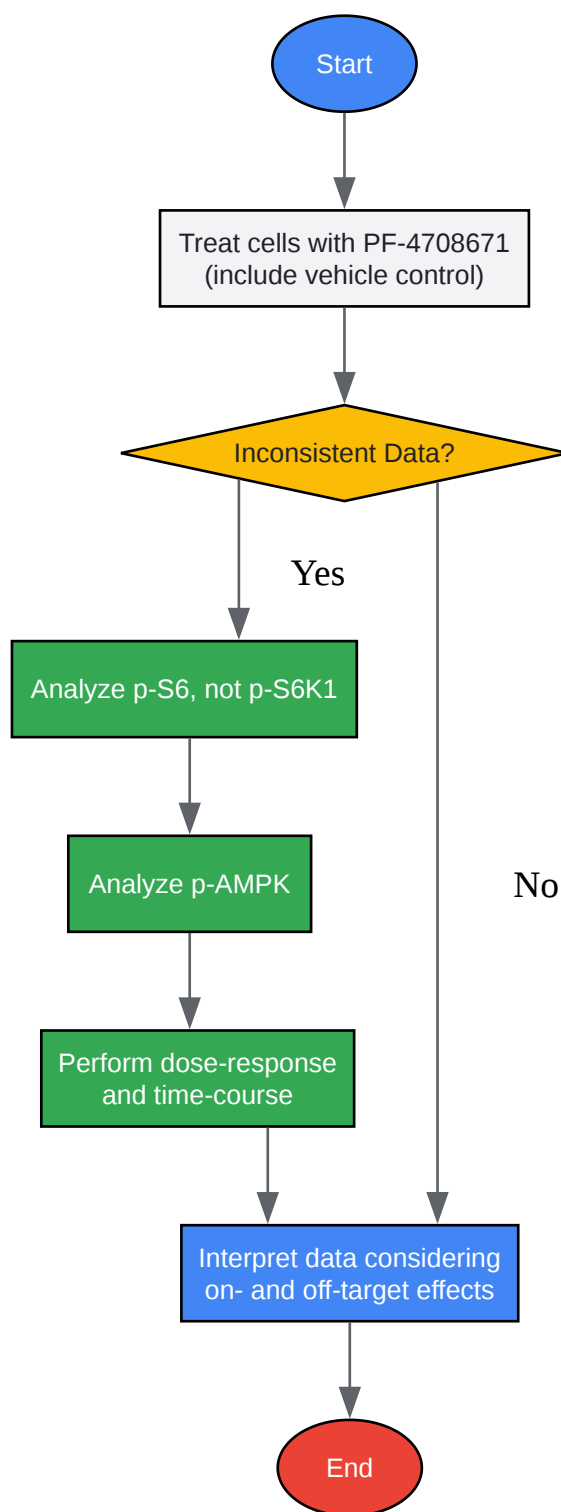 Start
Treat cells with PF-4708671
(include vehicle control)
Inconsistent Data?
Yes
Analyze p-S6, not p-S6K1
Analyze p-AMPK
No
Perform dose-response
and time-course
Interpret data considering
on- and off-target effects
End